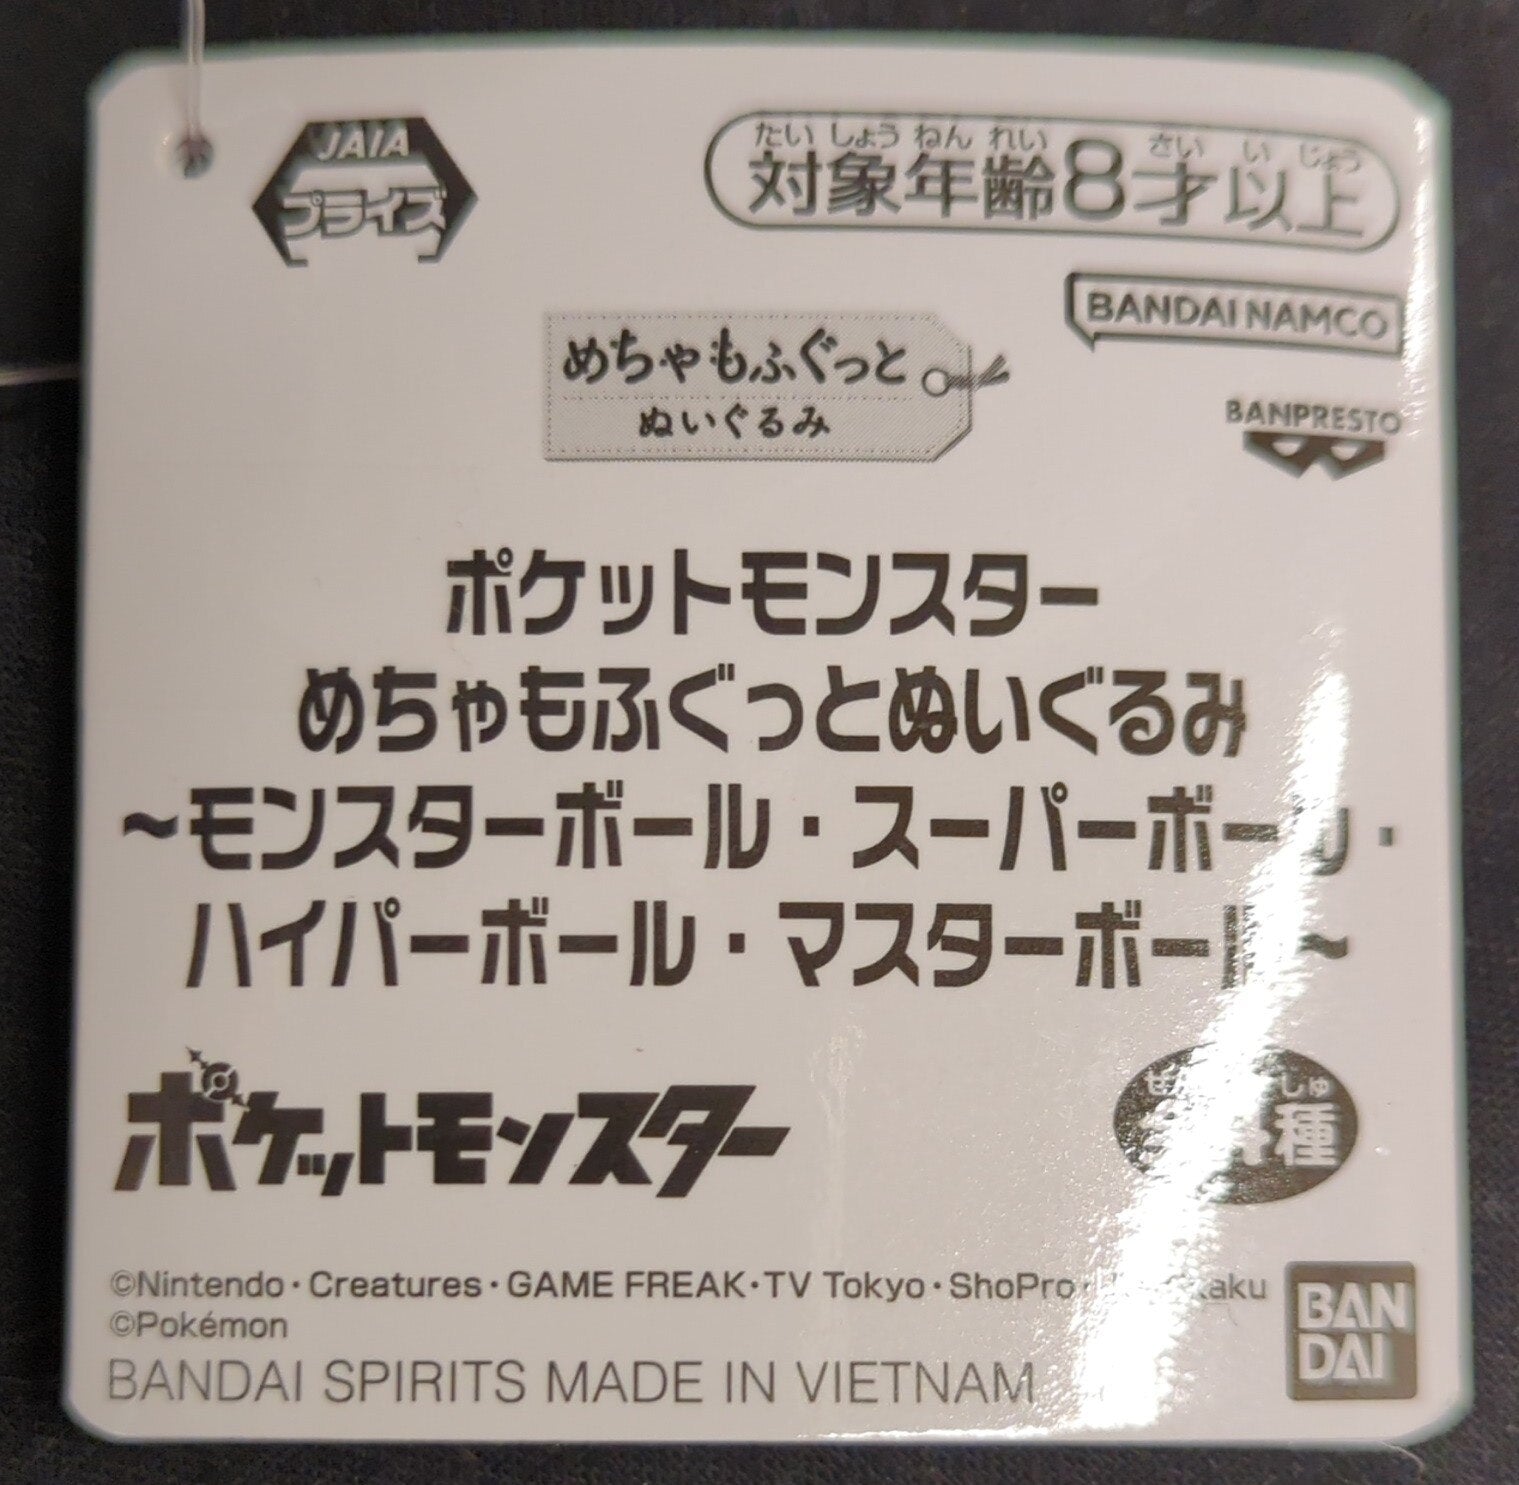 JAIA
プライズ
たいしょうねんれい さい いじょう
対象年齢8才以上
BANDAI NAMCO
めちゃもふぐっと
ぬいぐるみ
BANPRESTO
ポケットモンスター
めちゃもふぐっとぬいぐるみ
~モンスターボール・スーパーボール・
ハイパーボール・マスターボール~
ポケットモンスター
しゅ
種
©Nintendo・Creatures・GAME FREAK・TV Tokyo・ShoPro・
©Pokémon
BANDAI SPIRITS MADE IN VIETNAM
BAN
DAI